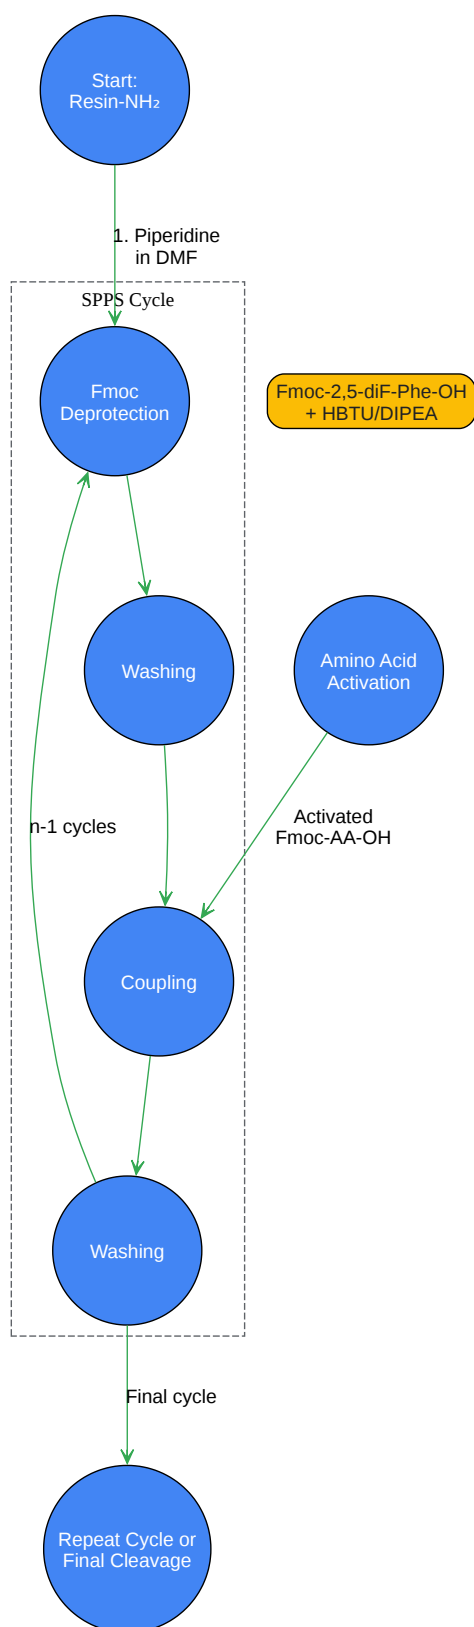 Start:
Resin-NH₂
1. Piperidine
in DMF
SPPS Cycle
Fmoc
Deprotection
Fmoc-2,5-diF-Phe-OH
+ HBTU/DIPEA
Washing
Amino Acid
Activation
n-1 cycles
Activated
Fmoc-AA-OH
Coupling
Washing
Final cycle
Repeat Cycle or
Final Cleavage